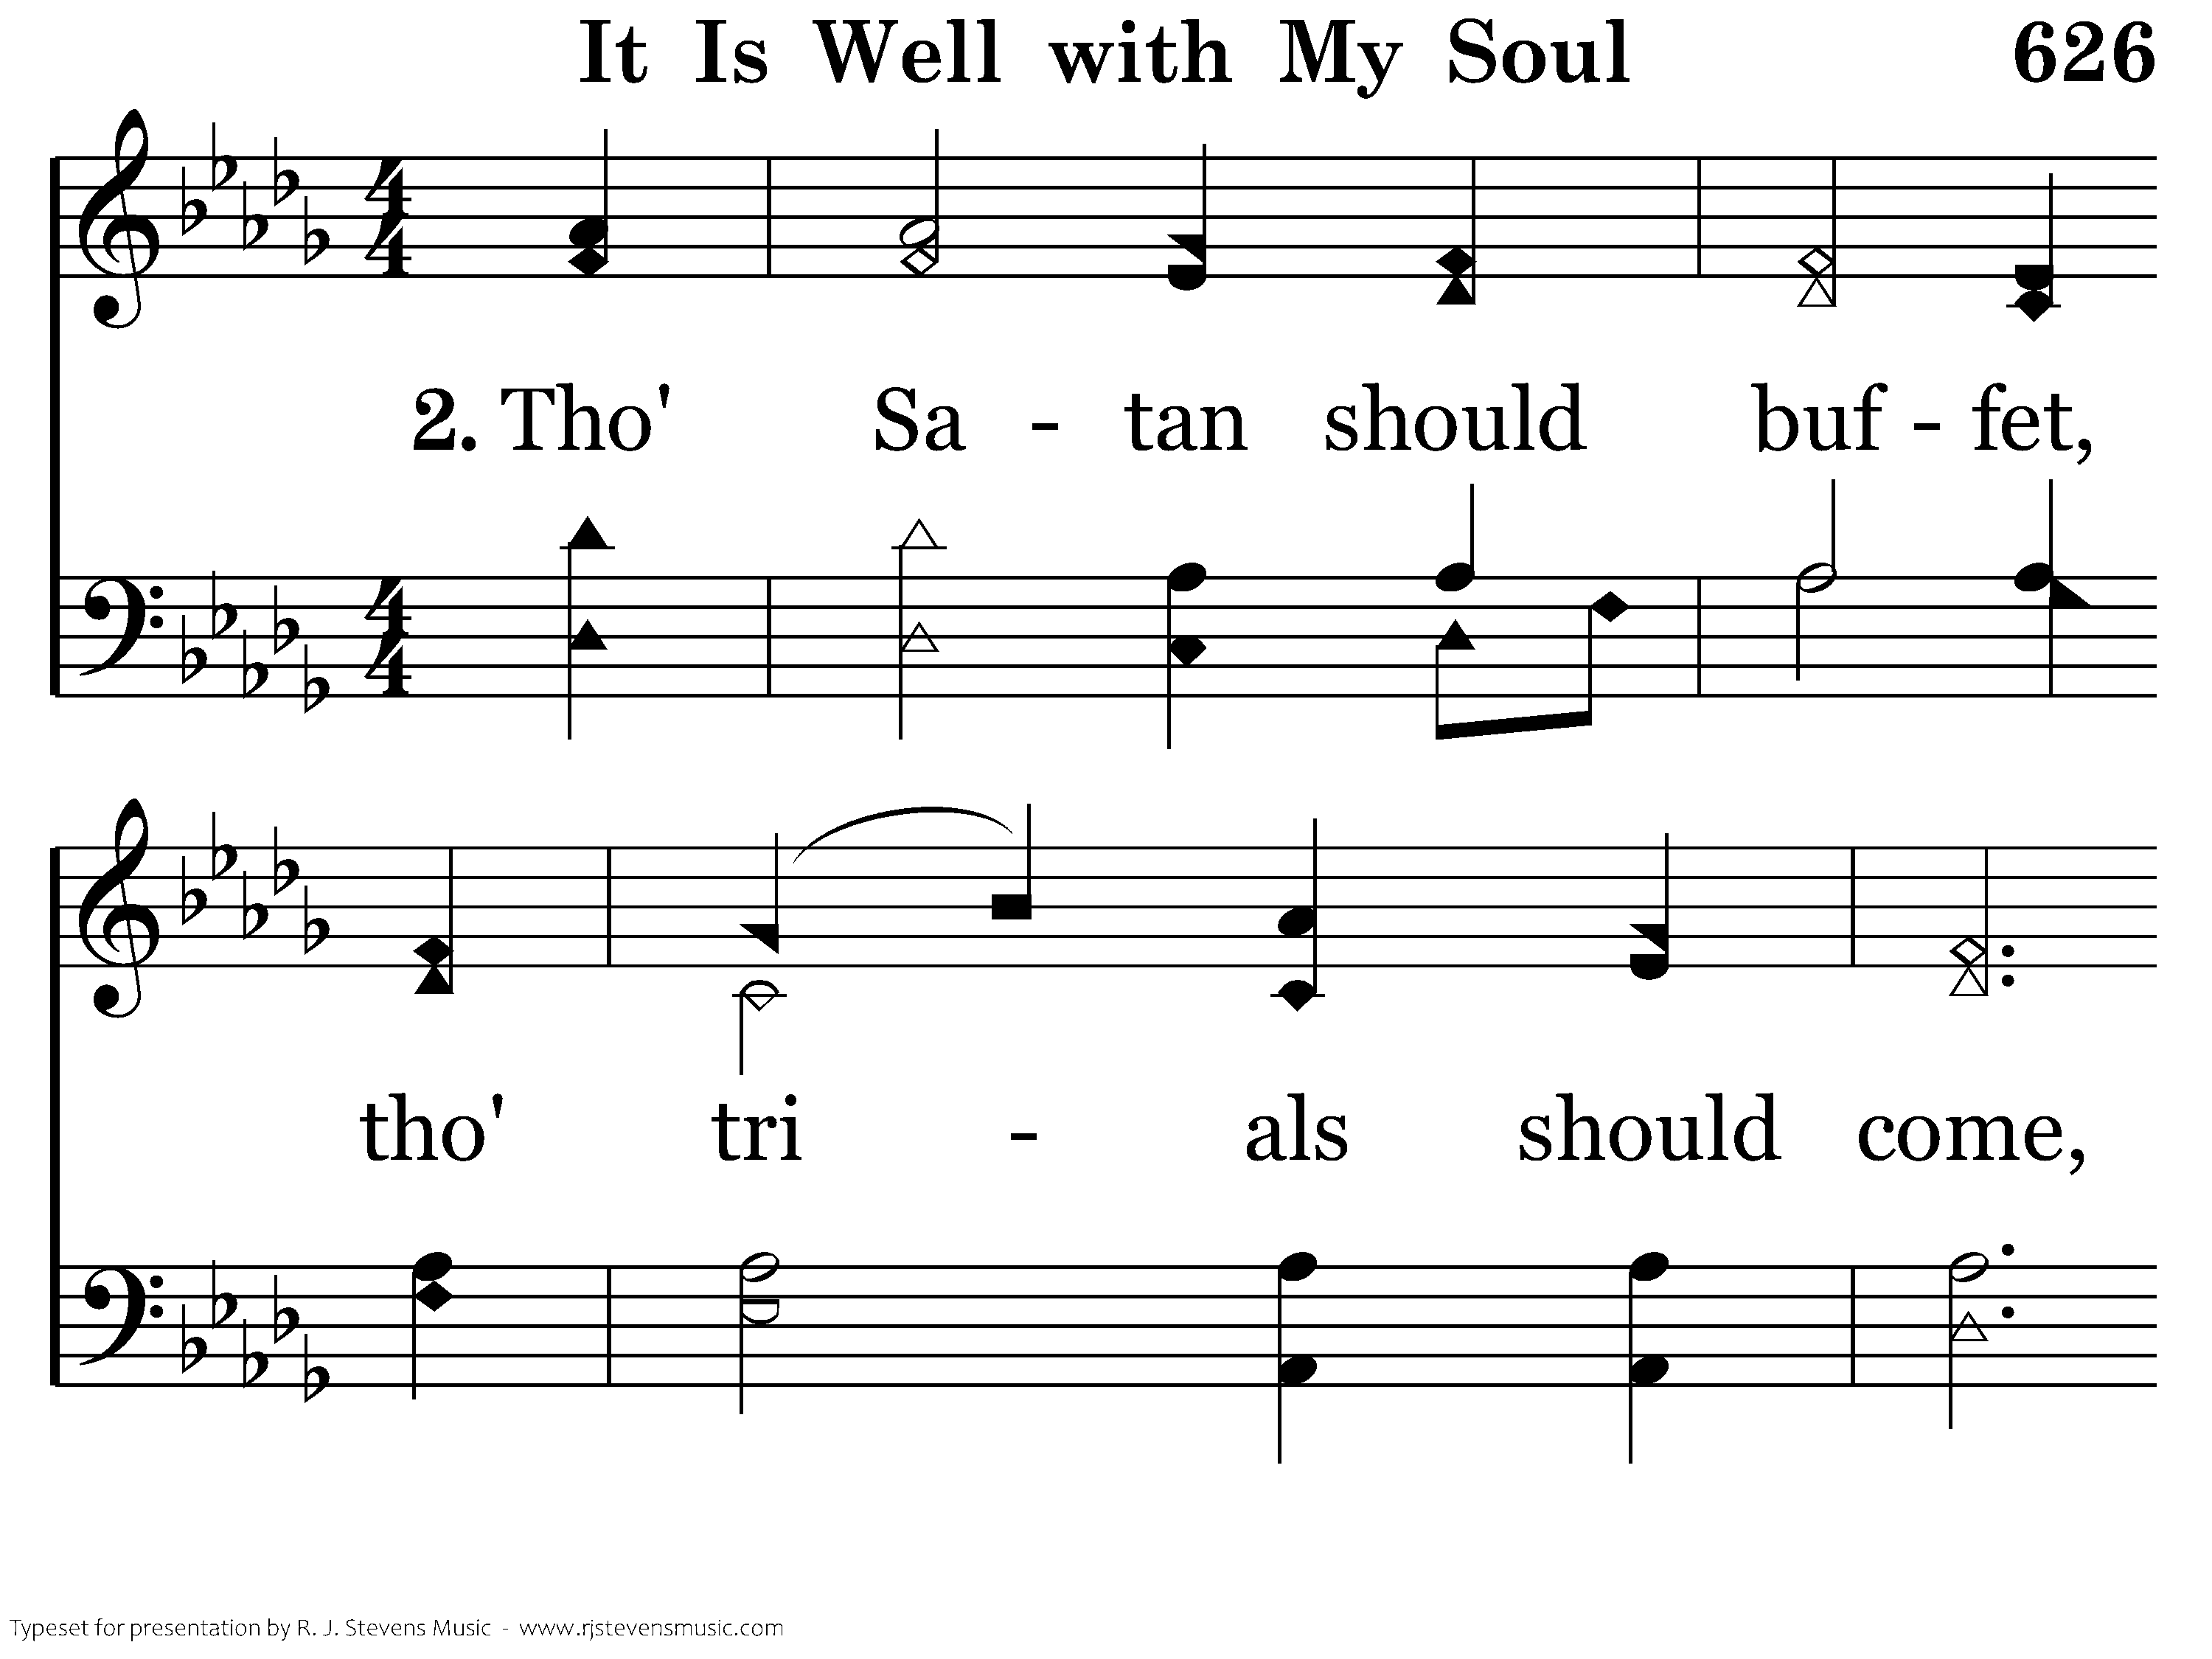 It Is Well with My Soul 626
2. Tho' Sa - tan should buf - fet,
tho' tri - als should come,
Typeset for presentation by R. J. Stevens Music - www.rjstevensmusic.com